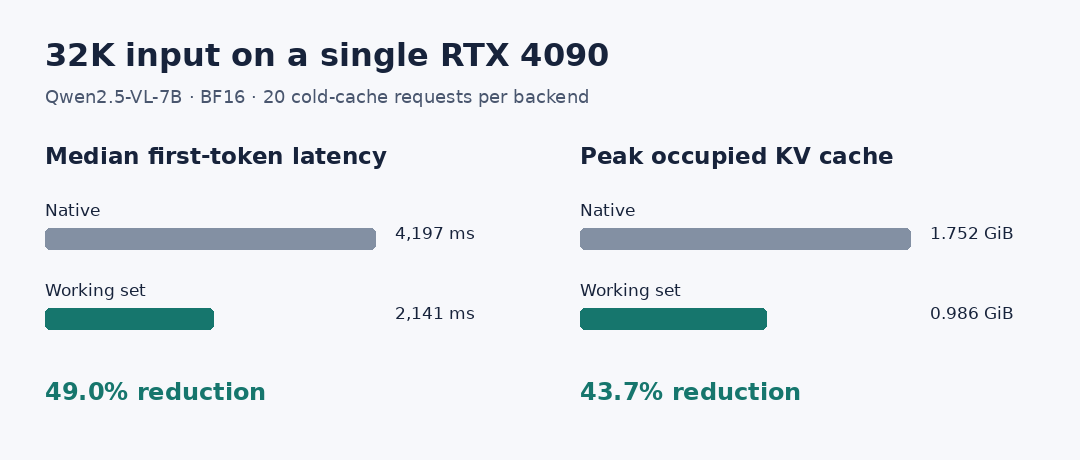 32K input on a single RTX 4090
Qwen2.5-VL-7B · BF16 · 20 cold-cache requests per backend
Median first-token latency
Native
4,197 ms
Working set
2,141 ms
49.0% reduction
Peak occupied KV cache
Native
1.752 GiB
Working set
0.986 GiB
43.7% reduction